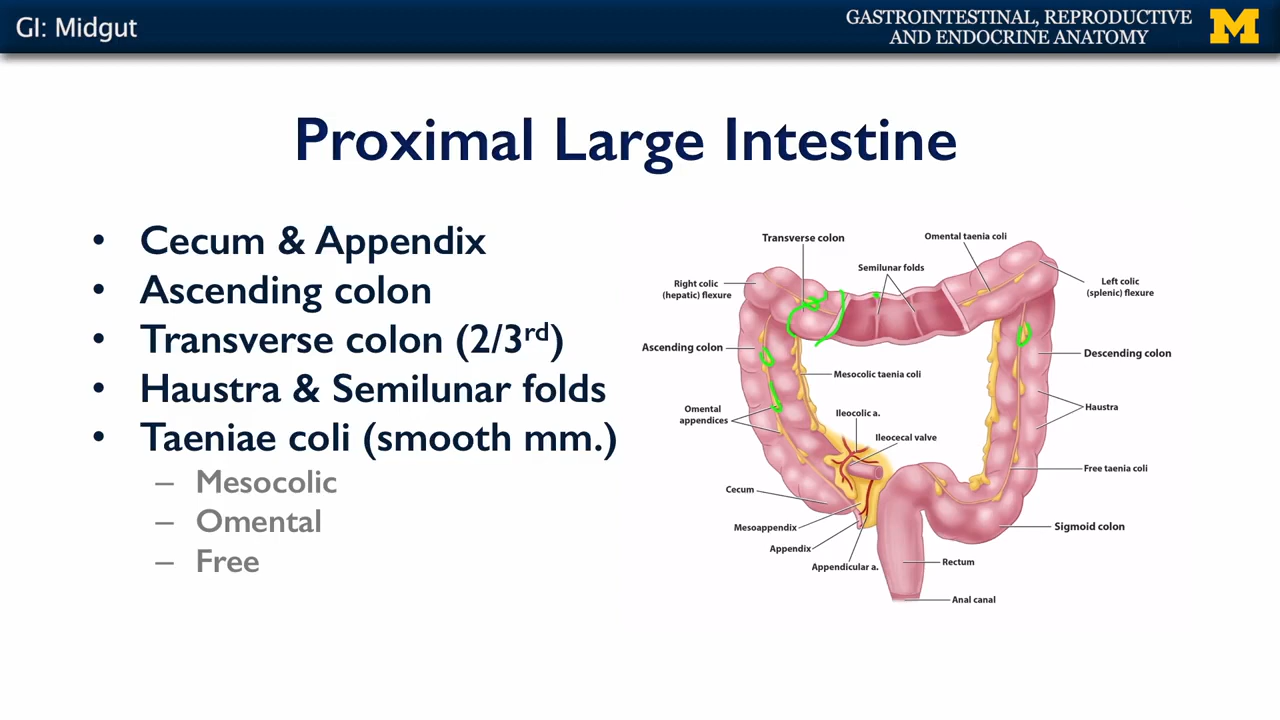 GI: Midgut
GASTROINTESTINAL, REPRODUCTIVE
AND ENDOCRINE ANATOMY
M
Proximal Large Intestine
• Cecum & Appendix
• Ascending colon
• Transverse colon (2/3rd)
• Haustra & Semilunar folds
• Taeniae coli (smooth mm.)
– Mesocolic
– Omental
– Free
Transverse colon
Omental taenia coli
Semilunar folds
Right colic
(hepatic) flexure
Left colic
(splenic) flexure
Ascending colon
Descending colon
Mesocolic taenia coli
Omental
appendices
Ileocolic a.
Haustra
Ileocecal valve
Free taenia coli
Cecum
Mesoappendix
Sigmoid colon
Appendix
Appendicular a.
Rectum
Anal canal